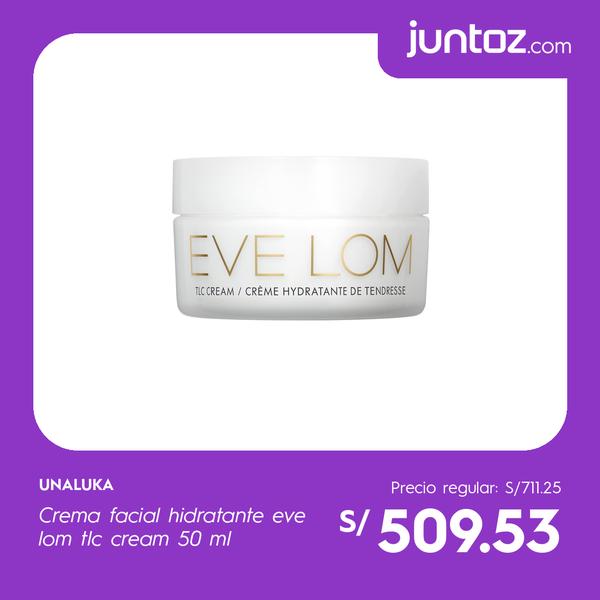 juntoz.com
EVE LOM
TLC CREAM / CRÈME HYDRATANTE DE TENDRESSE
UNALUKA
Crema facial hidratante eve
lom tlc cream 50 ml
Precio regular: S/711.25
S/ 509.53